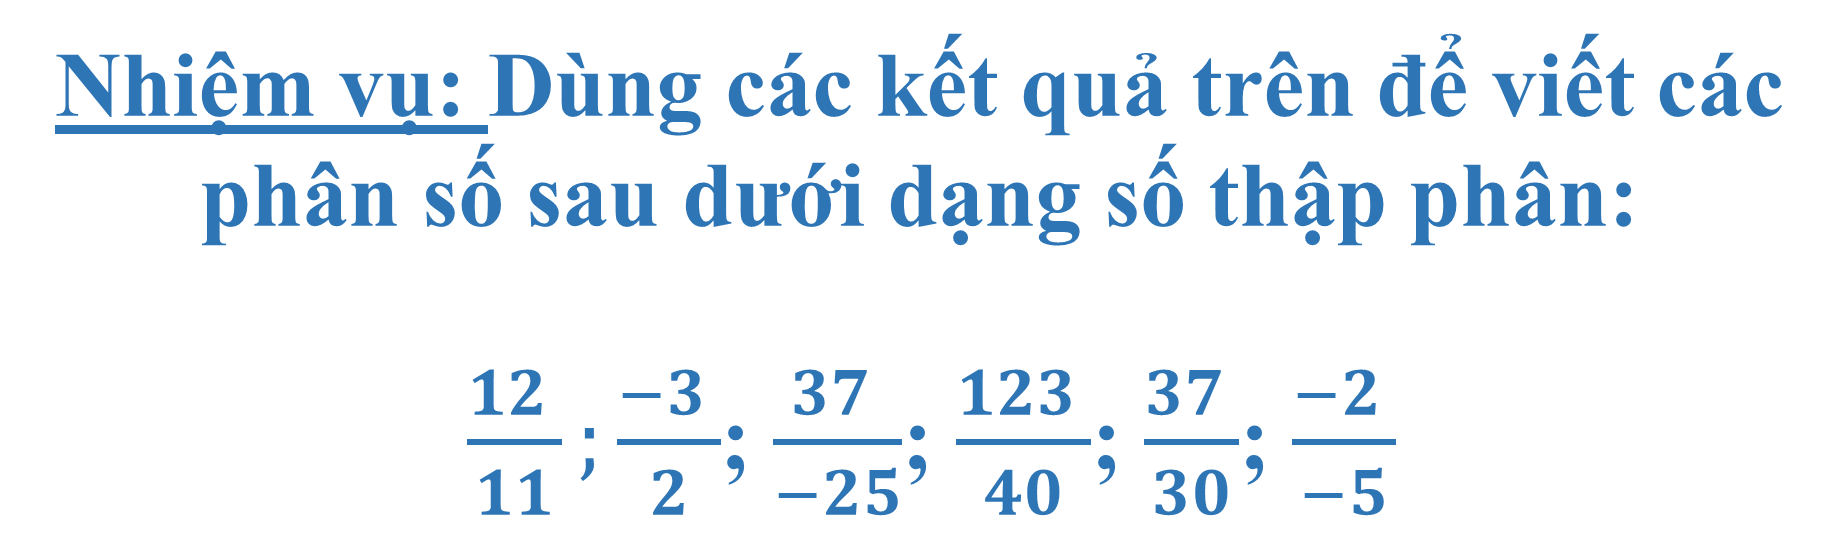 Nhiệm vụ: Dùng các kết quả trên để viết các
phân số sau dưới dạng số thập phân:
12/11 ; −3/2 ; 37/−25 ; 123/40 ; 37/30 ; −2/−5